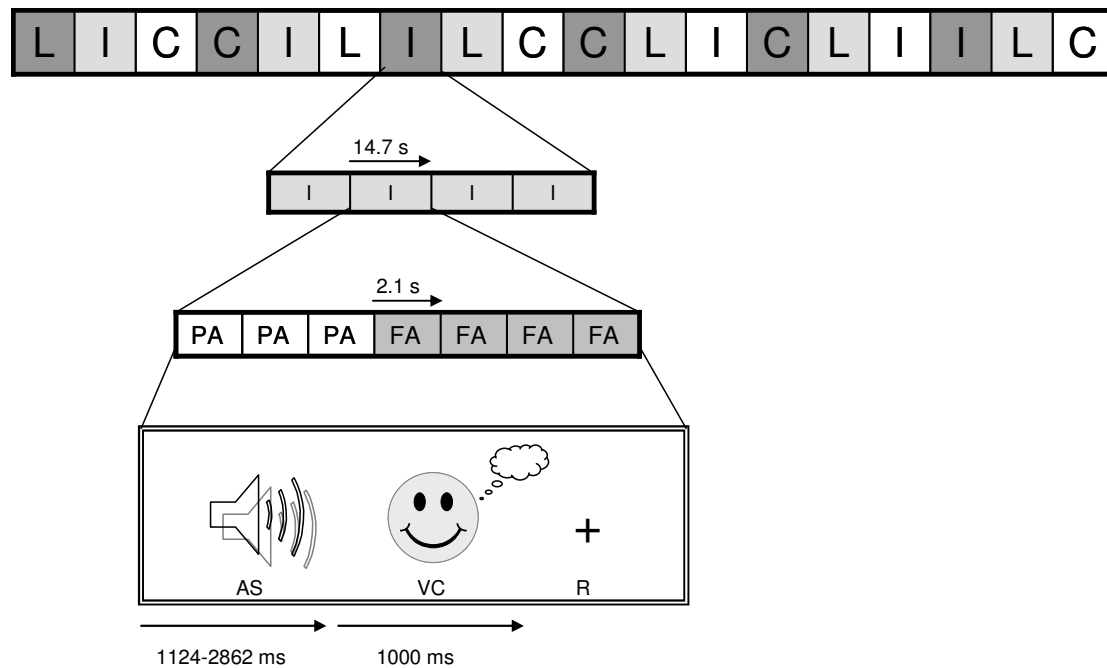 L I C C I L I L C C L I C L I I L C
14.7 s
I I I I
2.1 s
PA PA PA FA FA FA FA
+
AS VC R
1124-2862 ms 1000 ms